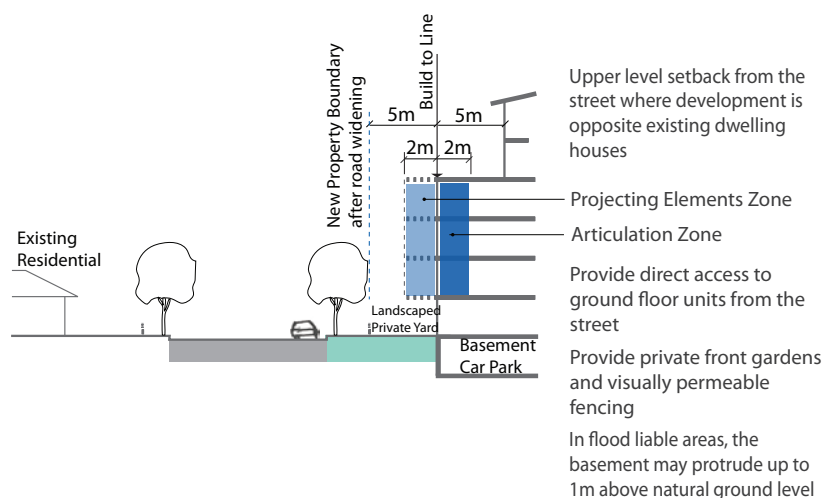 New Property Boundary
after road widening
Build to Line
5m
5m
2m
2m
Existing
Residential
Landscaped
Private Yard
Basement
Car Park
Upper level setback from the
street where development is
opposite existing dwelling
houses
Projecting Elements Zone
Articulation Zone
Provide direct access to
ground floor units from the
street
Provide private front gardens
and visually permeable
fencing
In flood liable areas, the
basement may protrude up to
1m above natural ground level